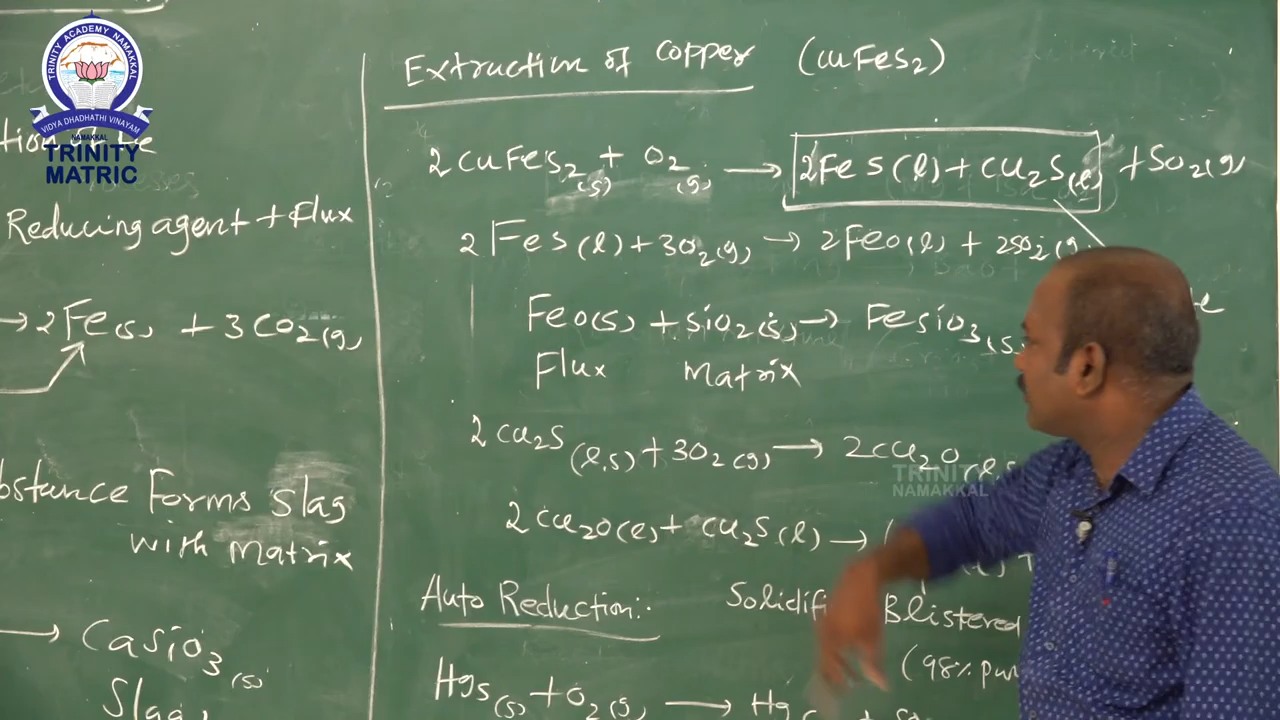 TRINITY ACADEMY NAMAKKAL
VIDYA DHADHATHI VINAYAM
NAMAKKAL
TRINITY
MATRIC
Reducing agent + Flux
→ 2Fe(s) + 3CO2(g)
Forms Slag
with Matrix
→ CaSiO3(s)
Slag
Extraction of Copper (CuFeS2)
2CuFeS2(s) + O2(g) → 2FeS(l) + Cu2S(l) + SO2(g)
2FeS(l) + 3O2(g) → 2FeO(l) + 2SO2(g)
FeO(s) + SiO2(s) → FeSiO3(s)
Flux Matrix
2Cu2S(l,s) + 3O2(g) → 2Cu2O(l,s
TRINITY
NAMAKKAL
2Cu2O(l) + Cu2S(l) →
Auto Reduction:-
Blistered
(98% pur
HgS(s) + O2(g) → Hg